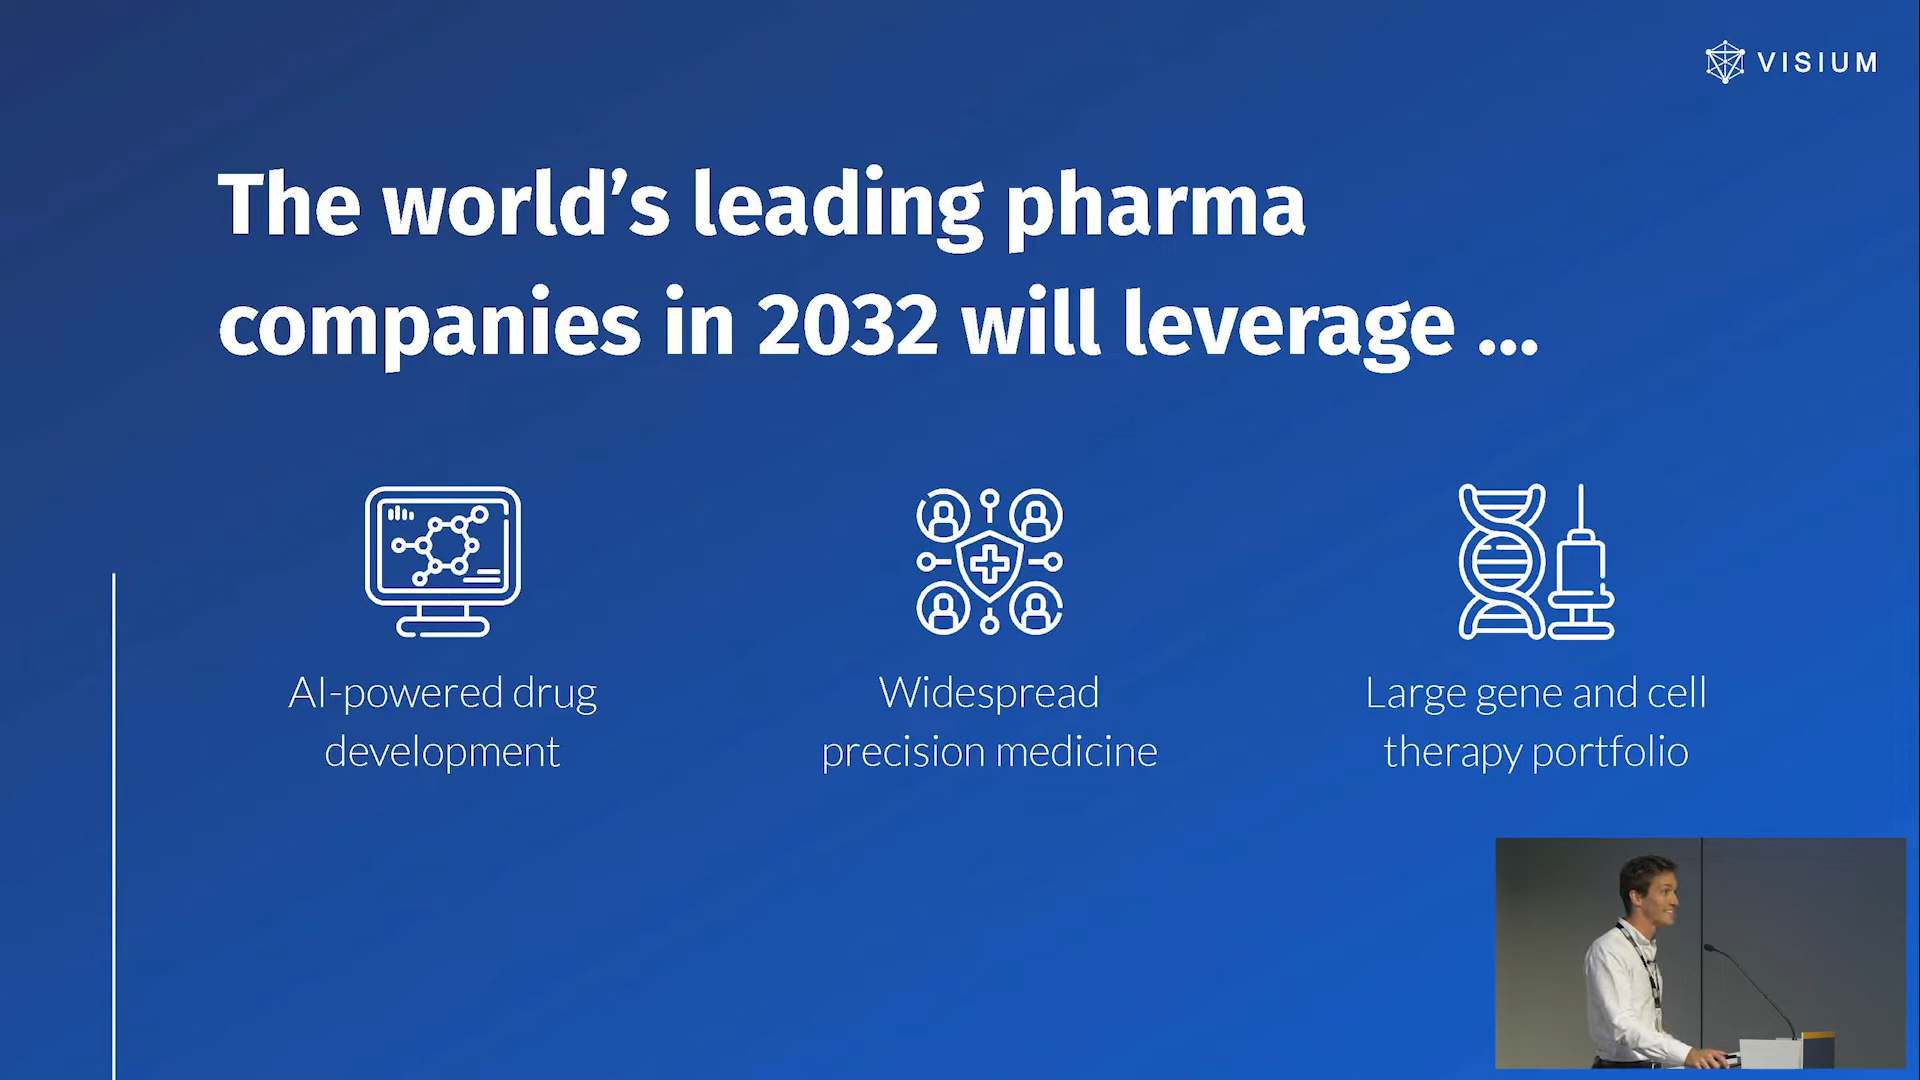 VISIUM
The world’s leading pharma
companies in 2032 will leverage ...
AI-powered drug
development
Widespread
precision medicine
Large gene and cell
therapy portfolio